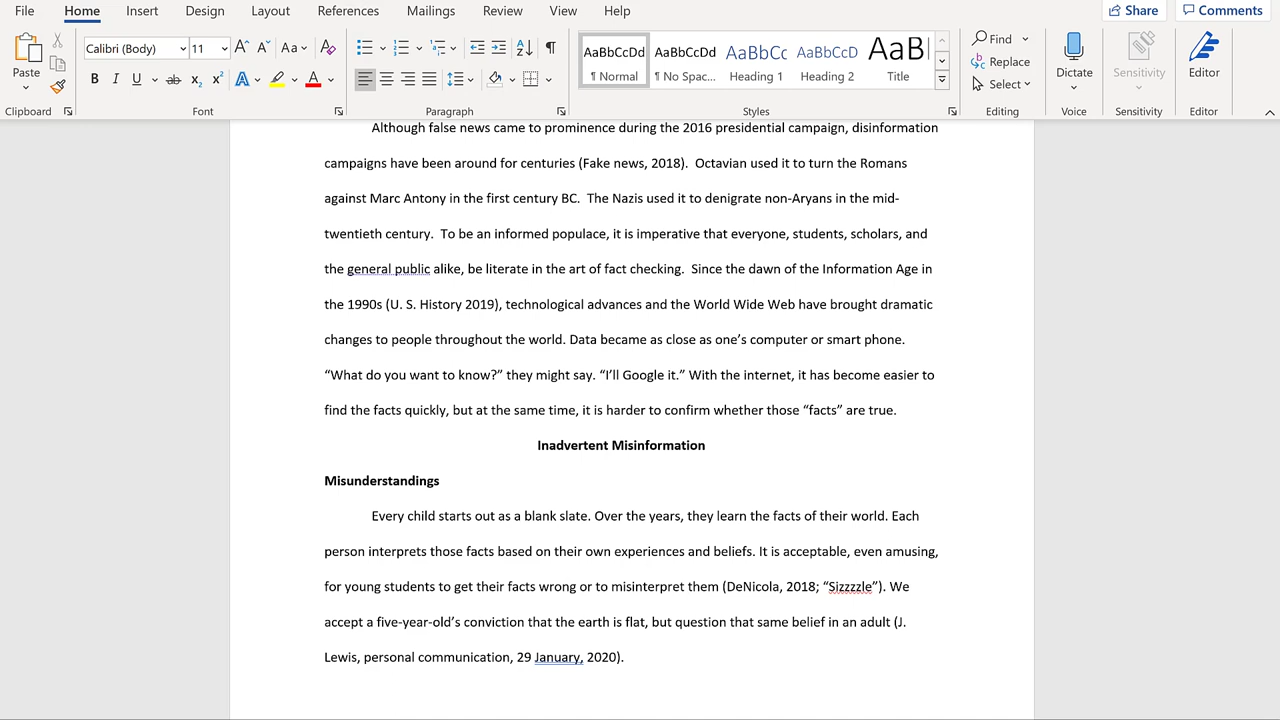 File Home Insert Design Layout References Mailings Review View Help Share Comments
Calibri (Body) 11 Aa AaBbCcDd AaBbCcDd AaBbCc AaBbCcD AaB Find
Paste Replace Dictate Sensitivity Editor
B I U ab x₂ x² A A ¶ Normal ¶ No Spac... Heading 1 Heading 2 Title Select
Clipboard Font Paragraph Styles Editing Voice Sensitivity Editor
Although false news came to prominence during the 2016 presidential campaign, disinformation
campaigns have been around for centuries (Fake news, 2018).  Octavian used it to turn the Romans
against Marc Antony in the first century BC.  The Nazis used it to denigrate non-Aryans in the mid-
twentieth century.  To be an informed populace, it is imperative that everyone, students, scholars, and
the general public alike, be literate in the art of fact checking.  Since the dawn of the Information Age in
the 1990s (U. S. History 2019), technological advances and the World Wide Web have brought dramatic
changes to people throughout the world. Data became as close as one’s computer or smart phone.
“What do you want to know?” they might say. “I’ll Google it.” With the internet, it has become easier to
find the facts quickly, but at the same time, it is harder to confirm whether those “facts” are true.
Inadvertent Misinformation
Misunderstandings
Every child starts out as a blank slate. Over the years, they learn the facts of their world. Each
person interprets those facts based on their own experiences and beliefs. It is acceptable, even amusing,
for young students to get their facts wrong or to misinterpret them (DeNicola, 2018; “Sizzzzle”). We
accept a five-year-old’s conviction that the earth is flat, but question that same belief in an adult (J.
Lewis, personal communication, 29 January, 2020).